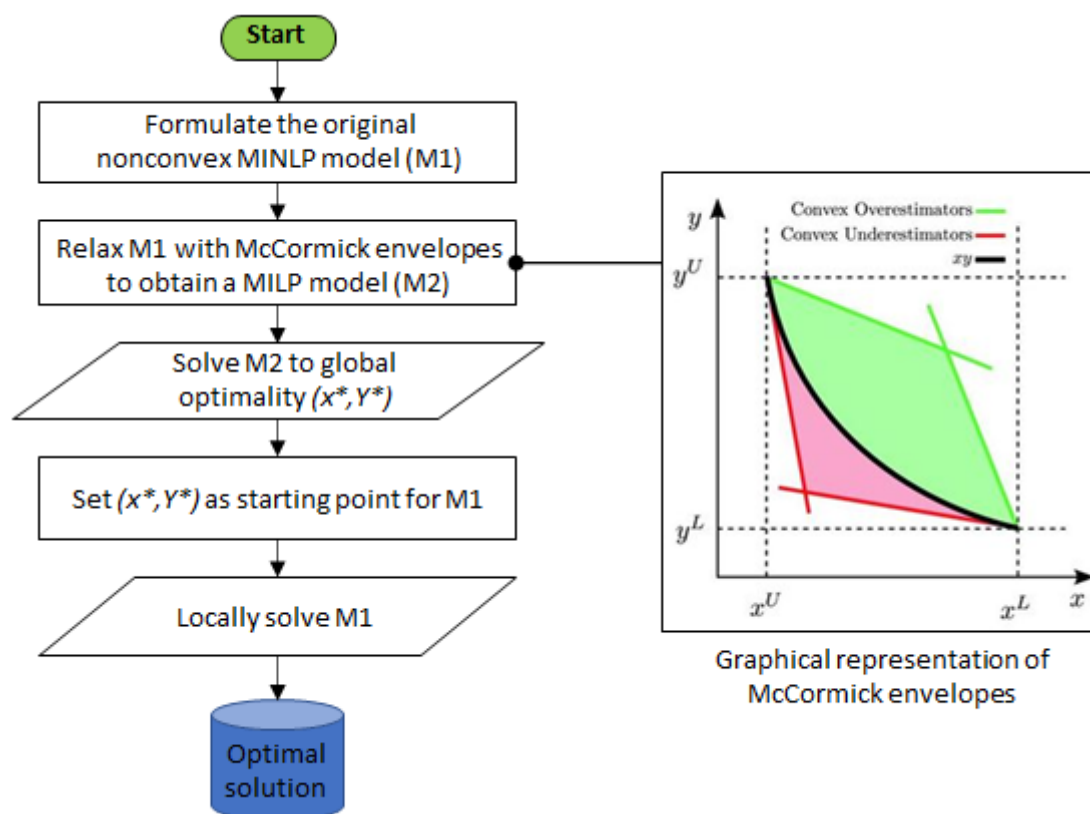 Start
Formulate the original
nonconvex MINLP model (M1)
Relax M1 with McCormick envelopes
to obtain a MILP model (M2)
Solve M2 to global
optimality (x*,Y*)
Set (x*,Y*) as starting point for M1
Locally solve M1
Optimal
solution
y
Convex Overestimators
Convex Underestimators
xy
y^U
y^L
x^U
x^L
x
Graphical representation of
McCormick envelopes